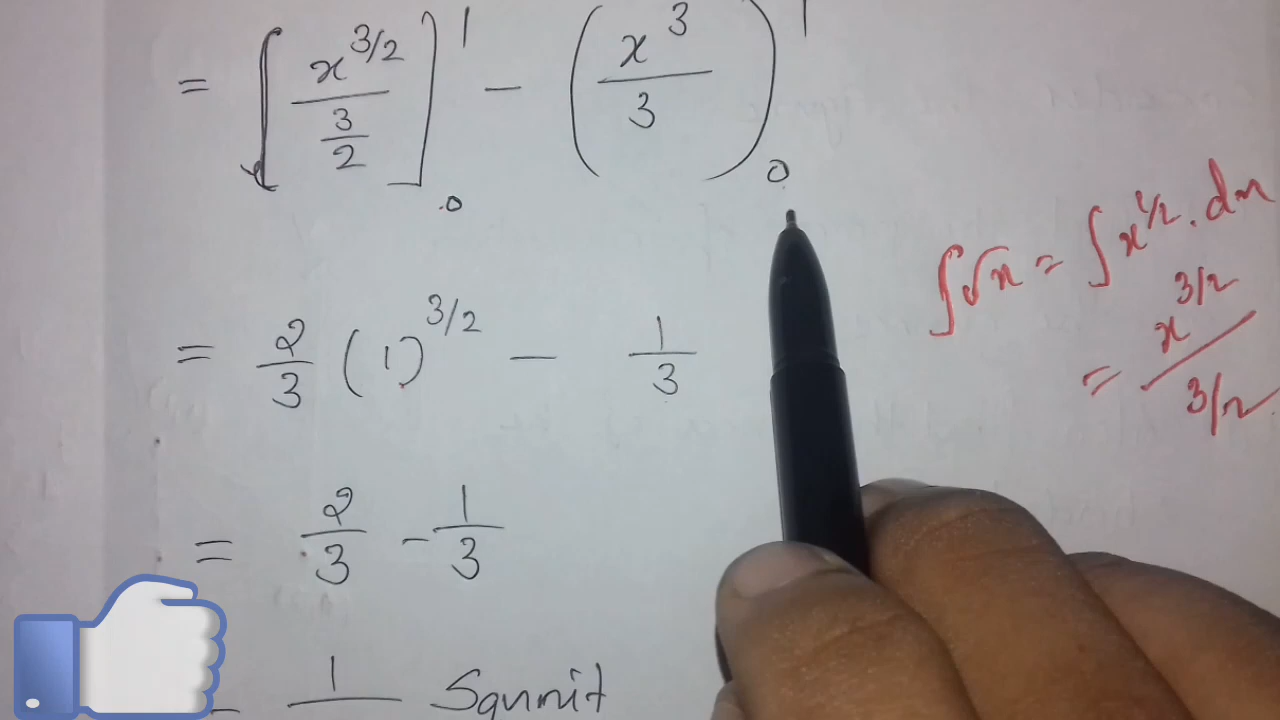 = [x^{3/2} / (3/2)]_0^1 - (x^3 / 3)_0^1
∫√x = ∫x^{1/2}. dx
= x^{3/2} / 3/2
= 2/3 (1)^{3/2} - 1/3
= 2/3 - 1/3
= 1/ Squnit